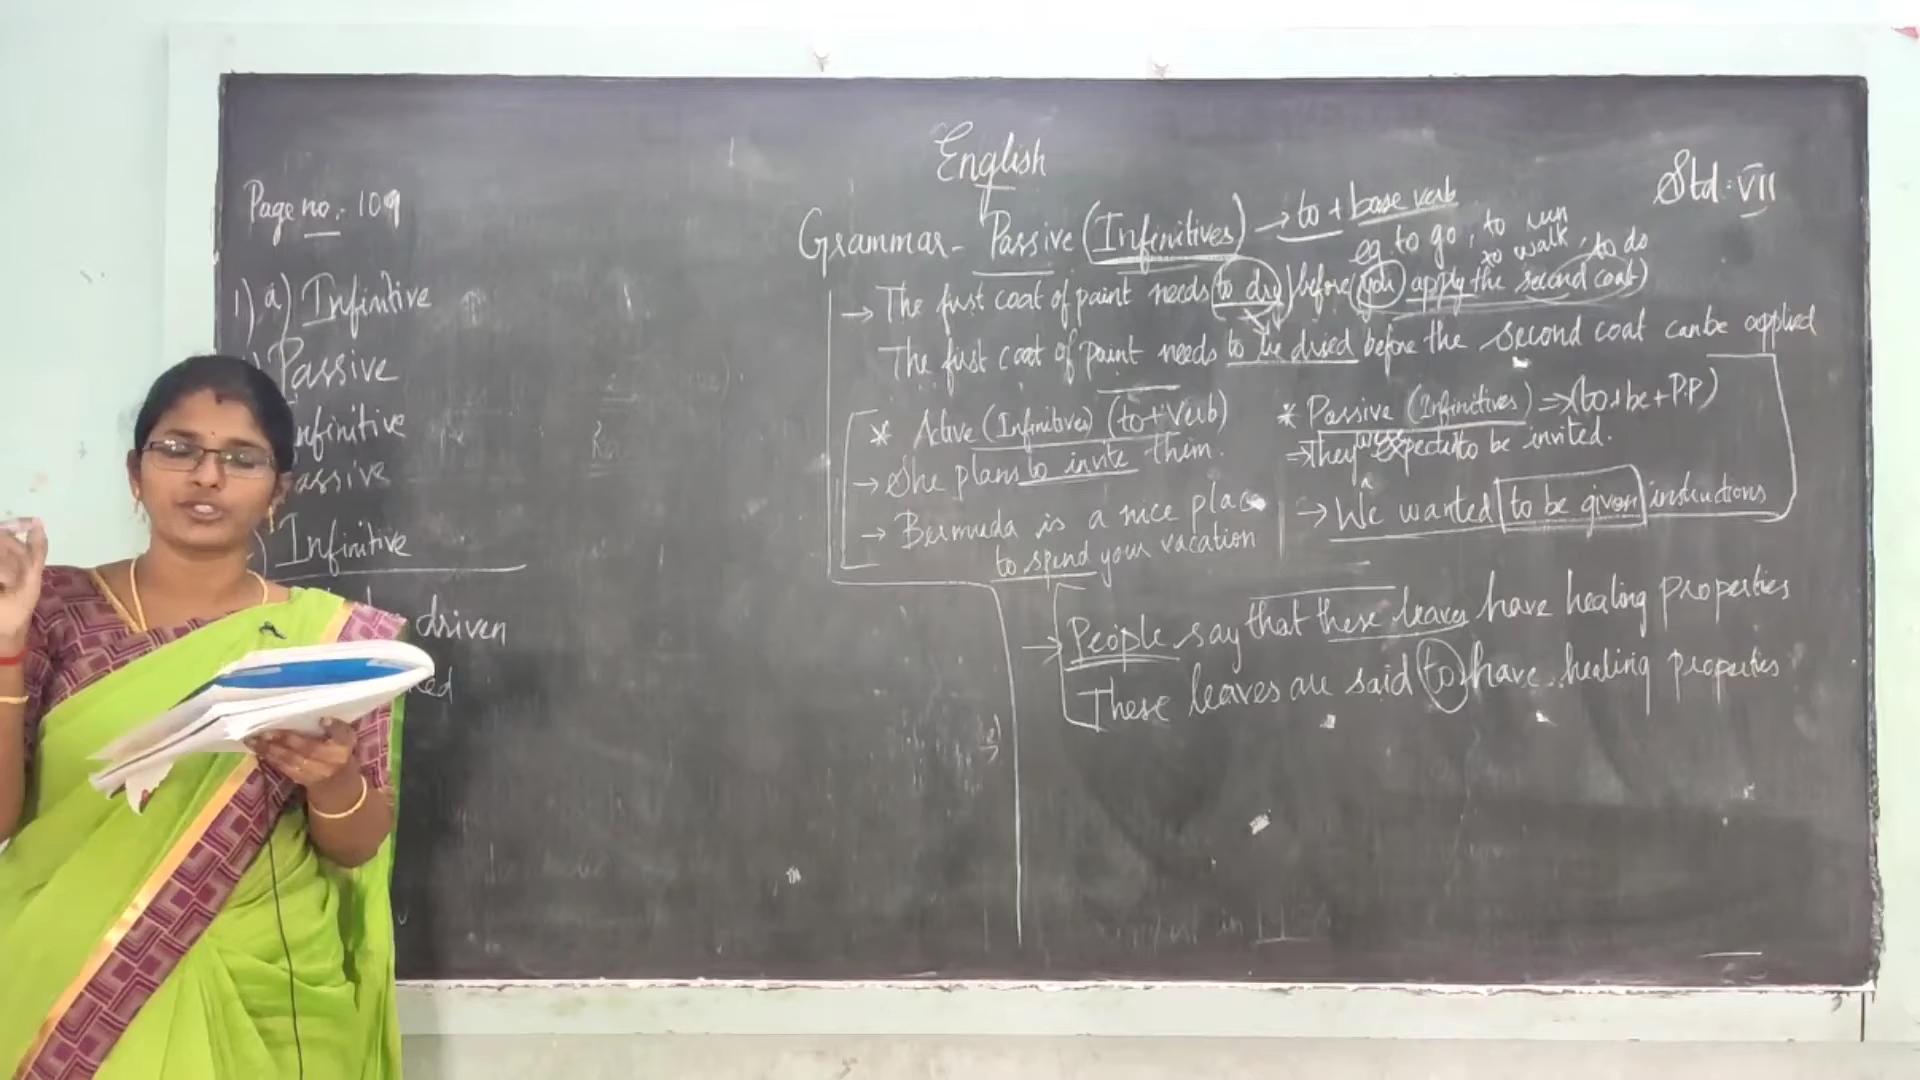 English
Std: VII
Page no:- 109
1) a) Infinitive
Passive
nfinitive
assive
Infinitive
driven
Grammar- Passive (Infinitives) → to + base verb
eg. to go, to run
to walk, to do
→ The first coat of paint needs to dry before you apply the second coat)
The first coat of paint needs to be dried before the second coat canbe applied
* Active (Infinitives) (to+Verb)
→ She plans to invite them.
→ Bermuda is a nice place
to spend your vacation
* Passive (Infinitives) ⇒ (to+be+P.P)
→ They were expected to be invited.
→ We wanted to be given instructions
→ People say that these leaves have healing properties
These leaves are said to have healing properties